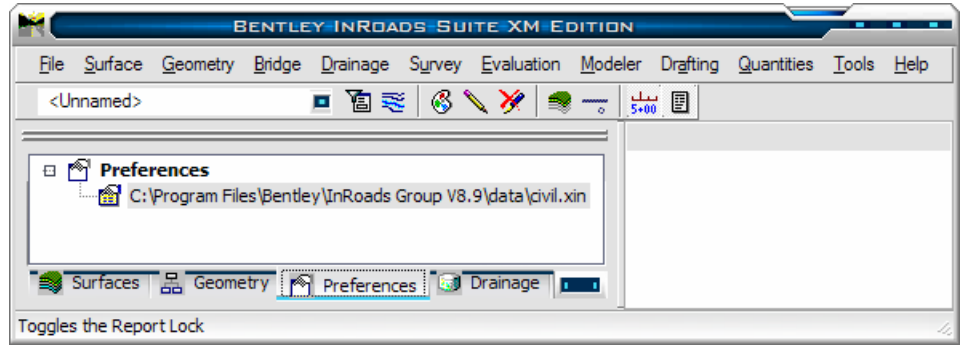 BENTLEY INROADS SUITE XM EDITION
File Surface Geometry Bridge Drainage Survey Evaluation Modeler Drafting Quantities Tools Help
<Unnamed>
5+00
Preferences
C:\Program Files\Bentley\InRoads Group V8.9\data\civil.xin
Surfaces Geometry Preferences Drainage
Toggles the Report Lock